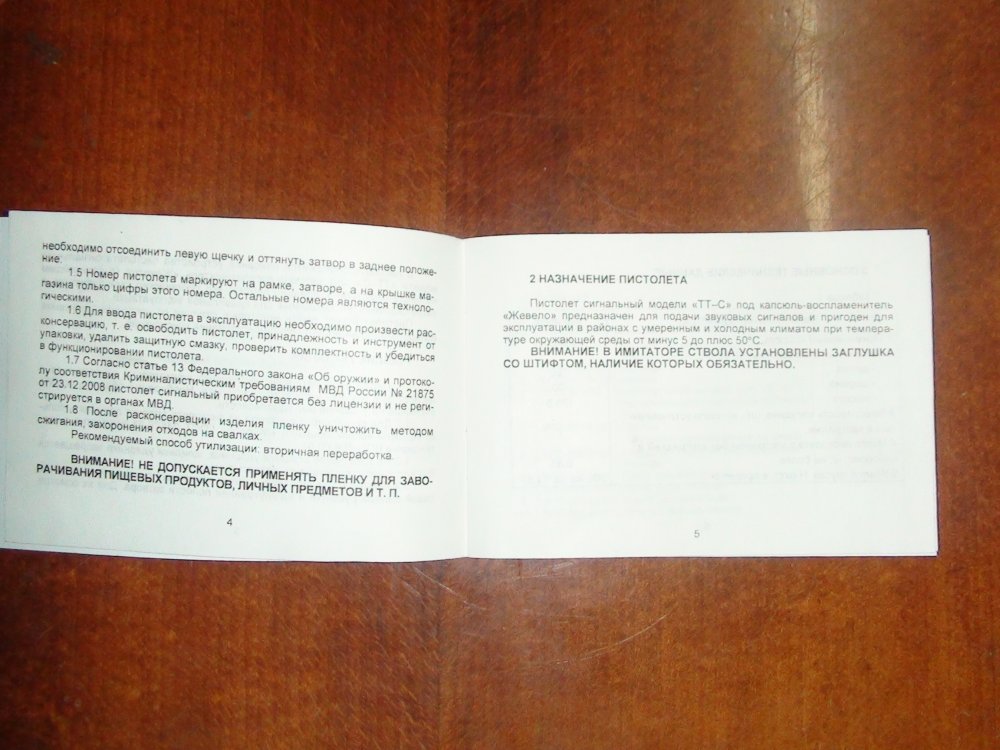 необходимо отсоединить левую щечку и оттянуть затвор в заднее положе-
ние.
1.5 Номер пистолета маркируют на рамке, затворе, а на крышке ма-
газина только цифры этого номера. Остальные номера являются техноло-
гическими.
1.6 Для ввода пистолета в эксплуатацию необходимо произвести рас-
консервацию, т. е. освободить пистолет, принадлежность и инструмент от
упаковки, удалить защитную смазку, проверить комплектность и убедиться
в функционировании пистолета.
1.7 Согласно статье 13 Федерального закона «Об оружии» и протоко-
лу соответствия Криминалистическим требованиям МВД России № 21875
от 23.12.2008 пистолет сигнальный приобретается без лицензии и не реги-
стрируется в органах МВД.
1.8 После расконсервации изделия пленку уничтожить методом
сжигания, захоронения отходов на свалках.
Рекомендуемый способ утилизации: вторичная переработка.
ВНИМАНИЕ! НЕ ДОПУСКАЕТСЯ ПРИМЕНЯТЬ ПЛЕНКУ ДЛЯ ЗАВО-
РАЧИВАНИЯ ПИЩЕВЫХ ПРОДУКТОВ, ЛИЧНЫХ ПРЕДМЕТОВ И Т. П.
4
2 НАЗНАЧЕНИЕ ПИСТОЛЕТА
Пистолет сигнальный модели «ТТ–С» под капсюль-воспламенитель
«Жевело» предназначен для подачи звуковых сигналов и пригоден для
эксплуатации в районах с умеренным и холодным климатом при темпера-
туре окружающей среды от минус 5 до плюс 50°С.
ВНИМАНИЕ! В ИМИТАТОРЕ СТВОЛА УСТАНОВЛЕНЫ ЗАГЛУШКА
СО ШТИФТОМ, НАЛИЧИЕ КОТОРЫХ ОБЯЗАТЕЛЬНО.
5